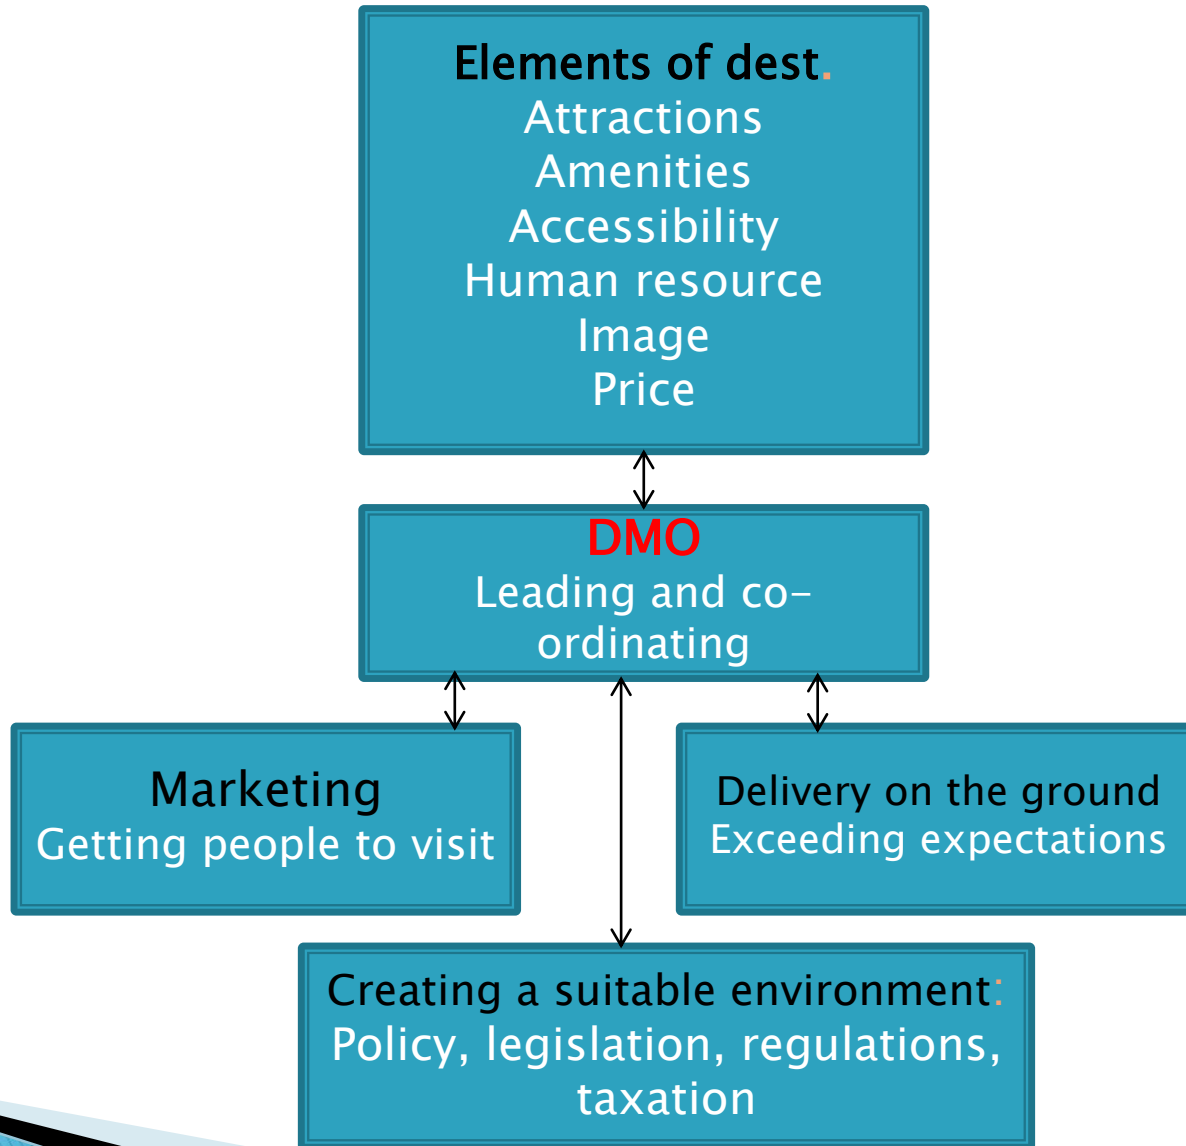 Elements of dest.
Attractions
Amenities
Accessibility
Human resource
Image
Price
DMO
Leading and co-
ordinating
Marketing
Getting people to visit
Delivery on the ground
Exceeding expectations
Creating a suitable environment:
Policy, legislation, regulations,
taxation